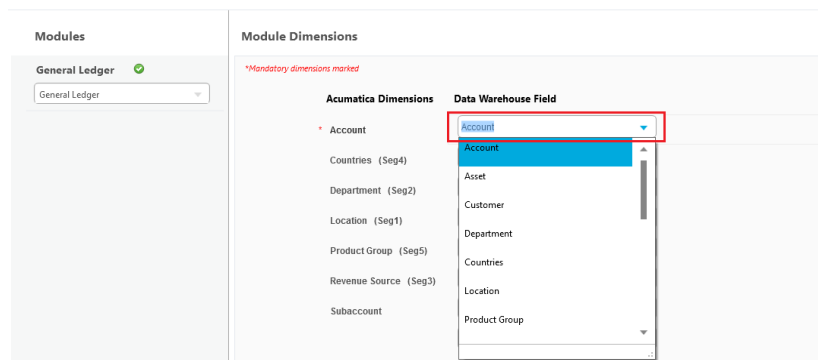 Modules
Module Dimensions
General Ledger
General Ledger
*Mandatory dimensions marked
Acumatica Dimensions Data Warehouse Field
* Account Account
Countries (Seg4)
Department (Seg2)
Location (Seg1)
Product Group (Seg5)
Revenue Source (Seg3)
Subaccount
Account
Asset
Customer
Department
Countries
Location
Product Group